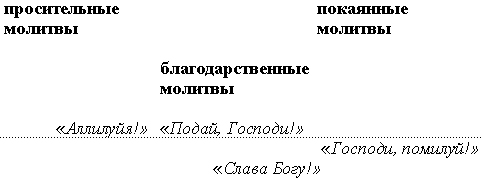 просительные покаянные
молитвы молитвы
благодарственные
молитвы
«Аллилуйя!» «Подай, Господи!»
«Господи, помилуй!»
«Слава Богу!»